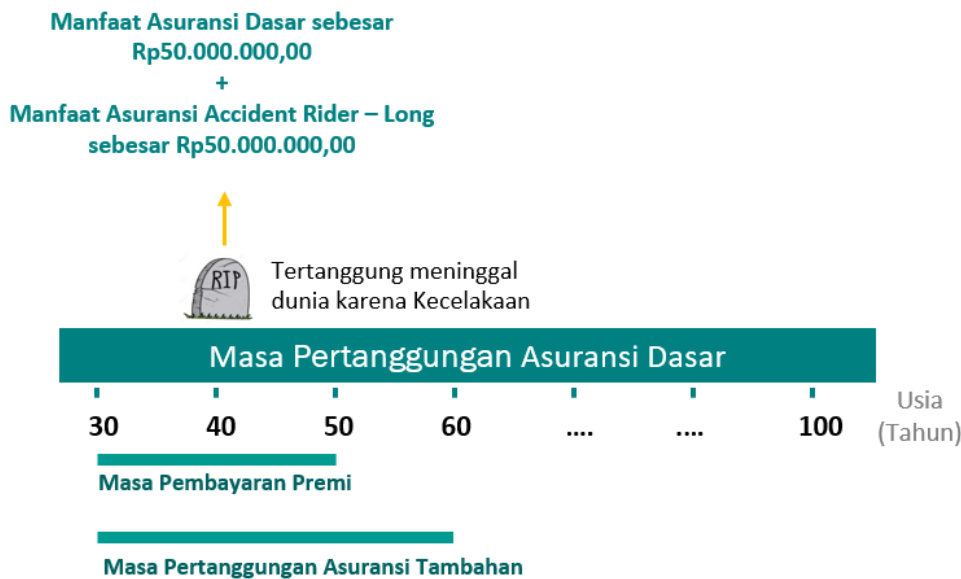 Manfaat Asuransi Dasar sebesar
Rp50.000.000,00
+
Manfaat Asuransi Accident Rider – Long
sebesar Rp50.000.000,00
RIP
Tertanggung meninggal
dunia karena Kecelakaan
Masa Pertanggungan Asuransi Dasar
30 40 50 60 .... .... 100
Usia
(Tahun)
Masa Pembayaran Premi
Masa Pertanggungan Asuransi Tambahan